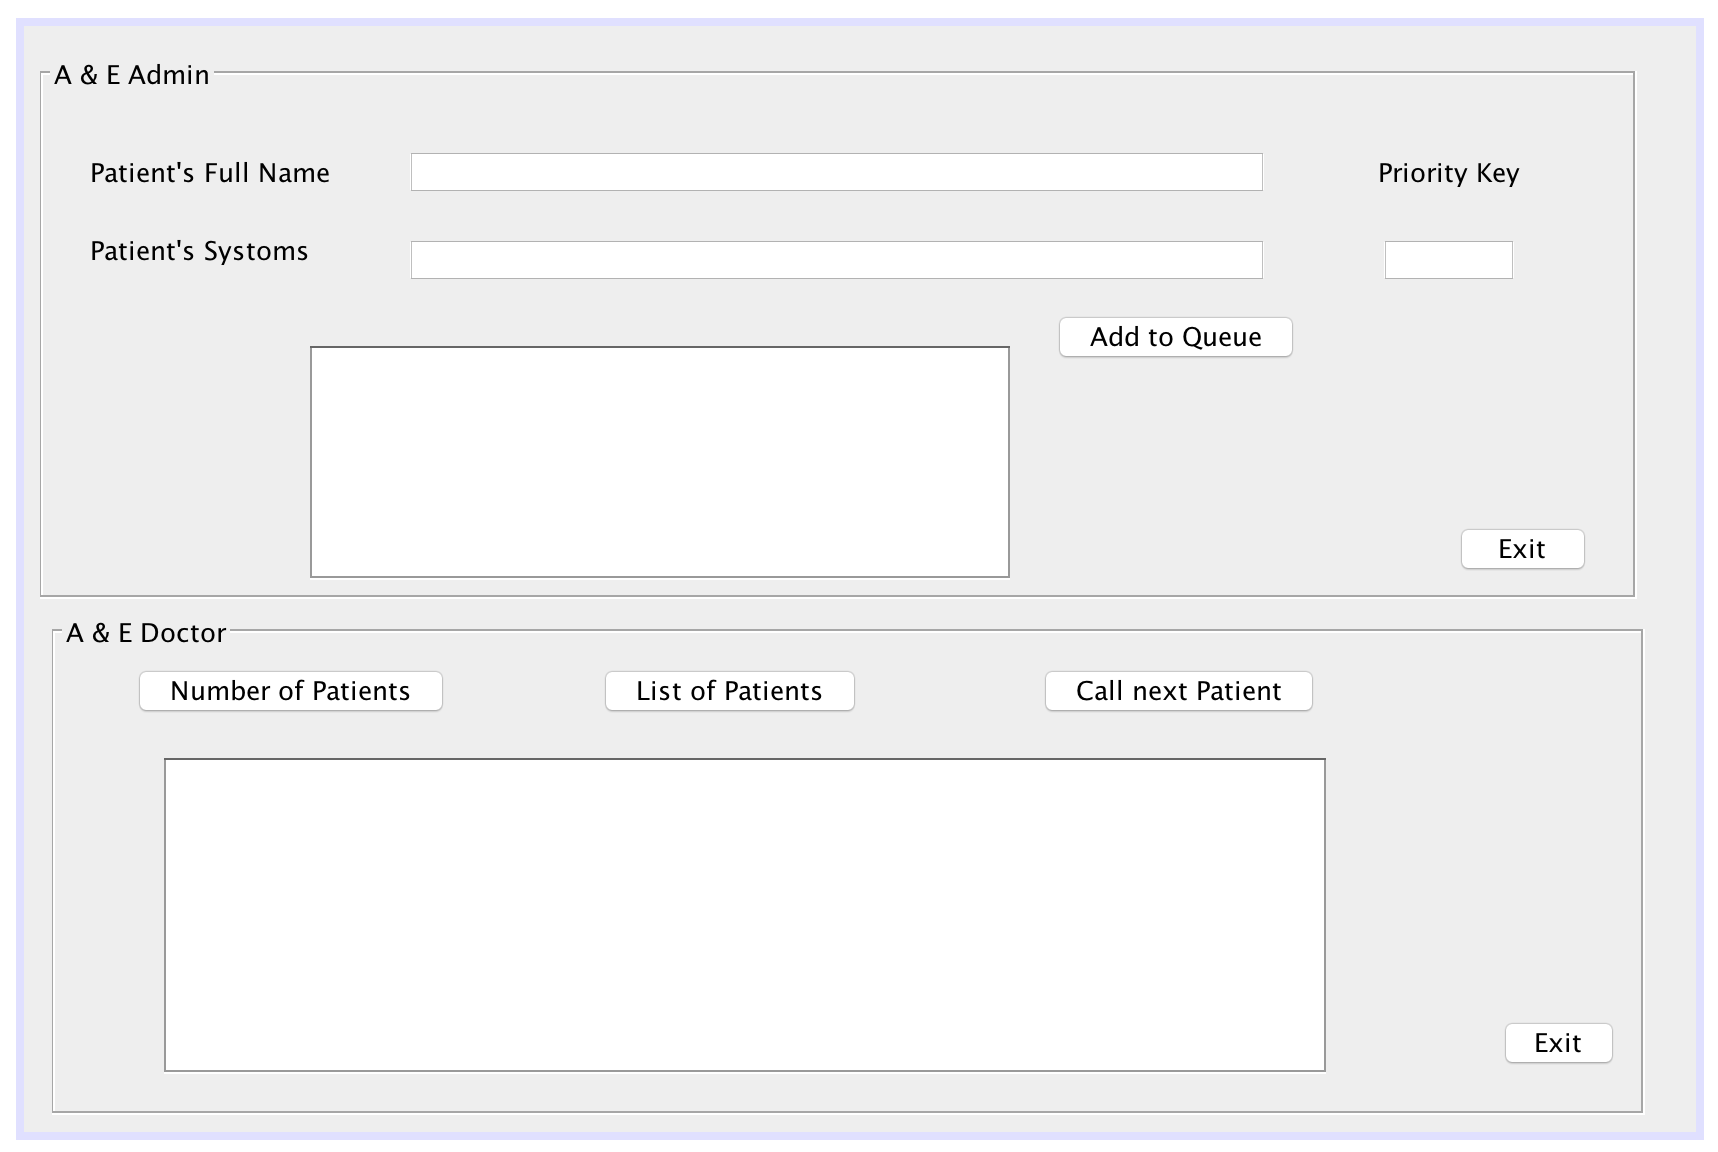 A & E Admin
Patient's Full Name
Priority Key
Patient's Systoms
Add to Queue
Exit
A & E Doctor
Number of Patients
List of Patients
Call next Patient
Exit